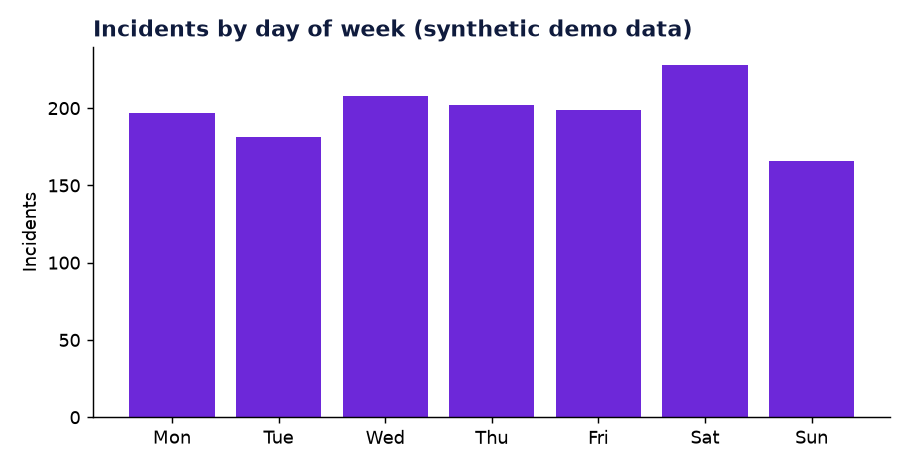 Incidents by day of week (synthetic demo data)
Incidents
200
150
100
50
0
Mon Tue Wed Thu Fri Sat Sun